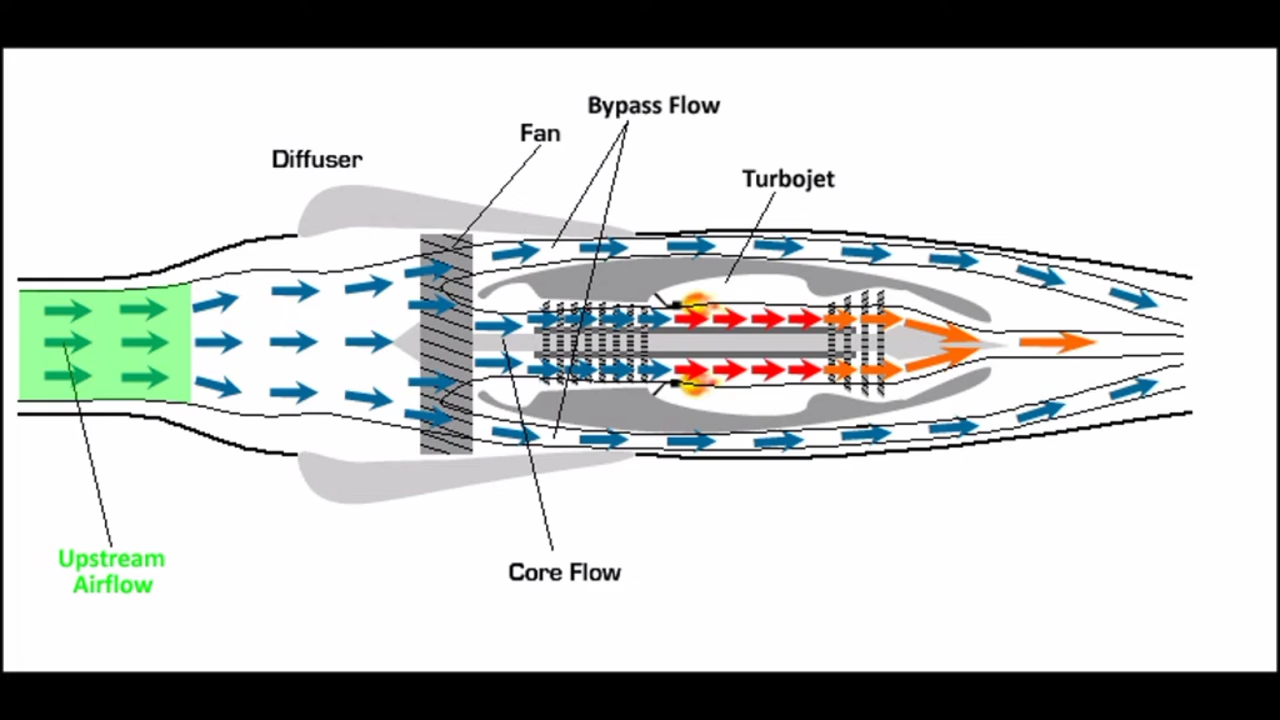 Bypass Flow
Fan
Diffuser
Turbojet
Upstream
Airflow
Core Flow